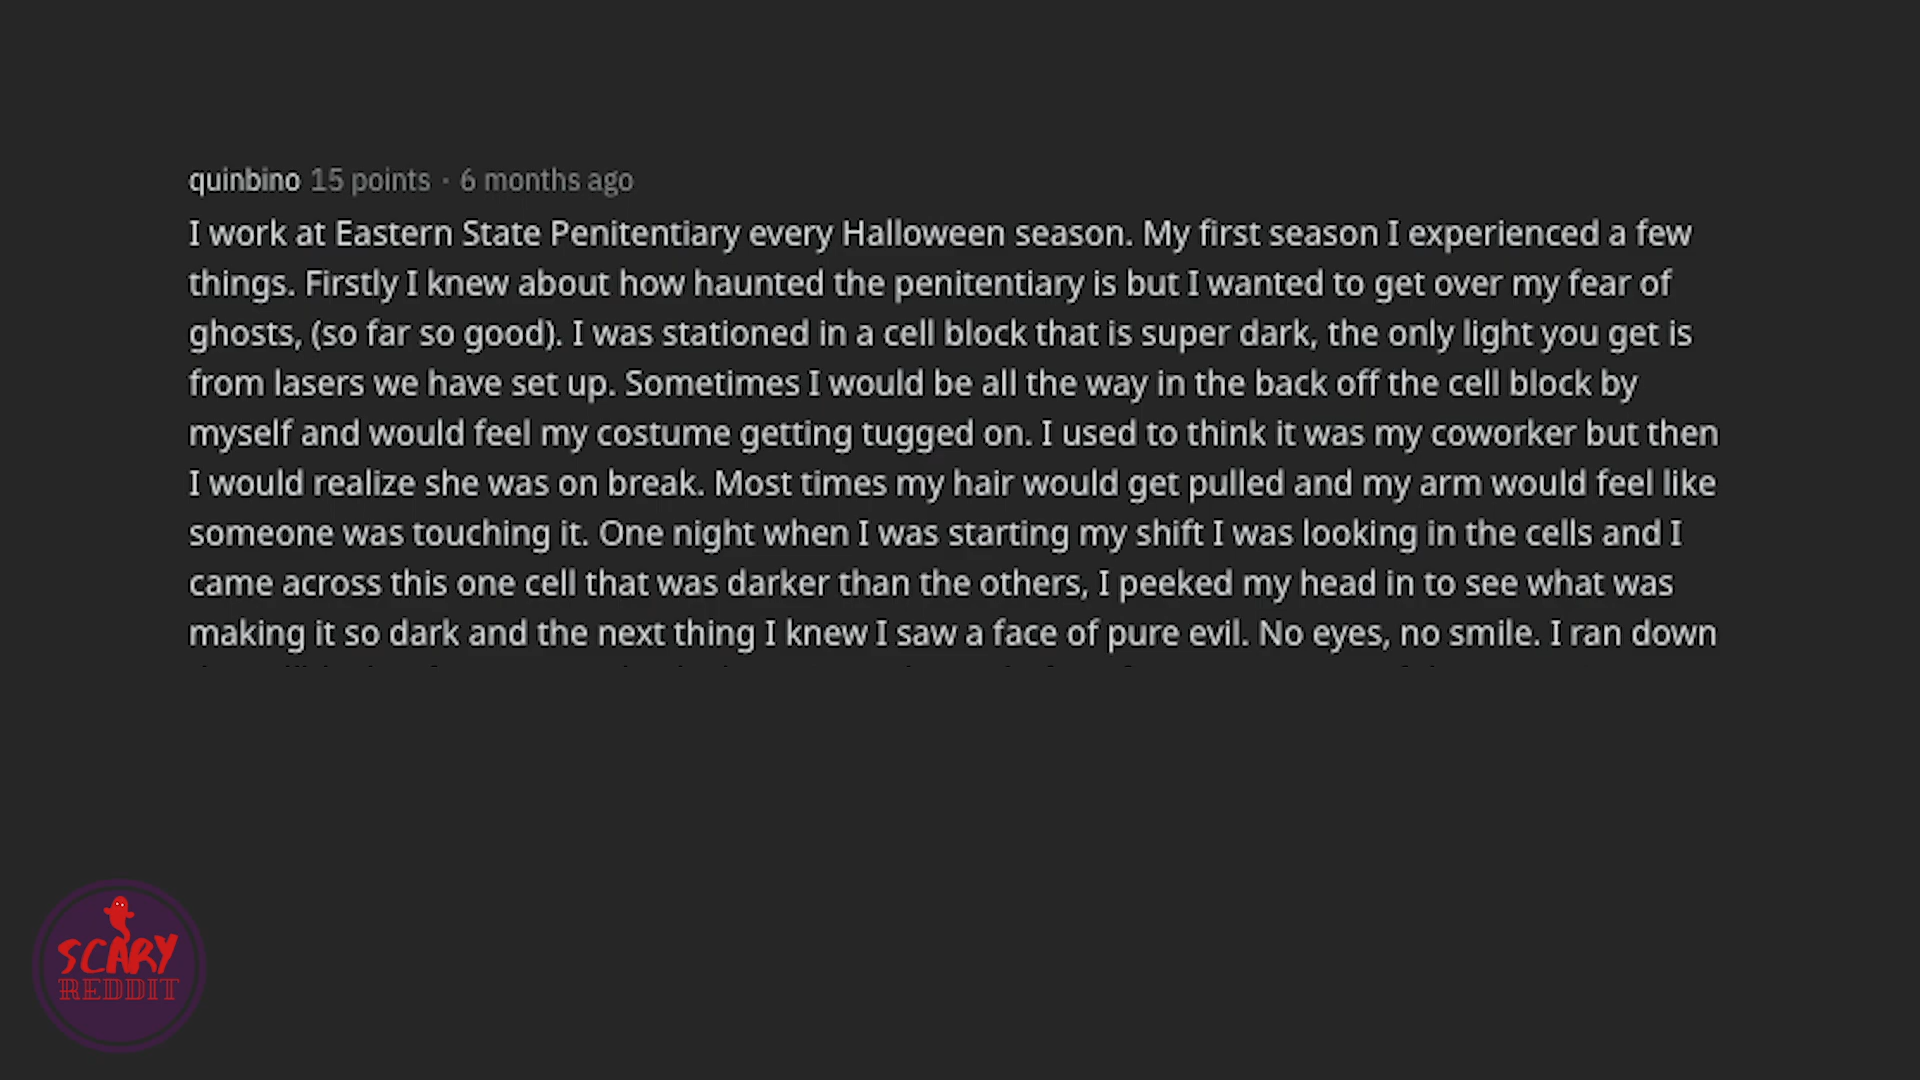 quinbino 15 points · 6 months ago
I work at Eastern State Penitentiary every Halloween season. My first season I experienced a few
things. Firstly I knew about how haunted the penitentiary is but I wanted to get over my fear of
ghosts, (so far so good). I was stationed in a cell block that is super dark, the only light you get is
from lasers we have set up. Sometimes I would be all the way in the back off the cell block by
myself and would feel my costume getting tugged on. I used to think it was my coworker but then
I would realize she was on break. Most times my hair would get pulled and my arm would feel like
someone was touching it. One night when I was starting my shift I was looking in the cells and I
came across this one cell that was darker than the others, I peeked my head in to see what was
making it so dark and the next thing I knew I saw a face of pure evil. No eyes, no smile. I ran down
SCARY
REDDIT